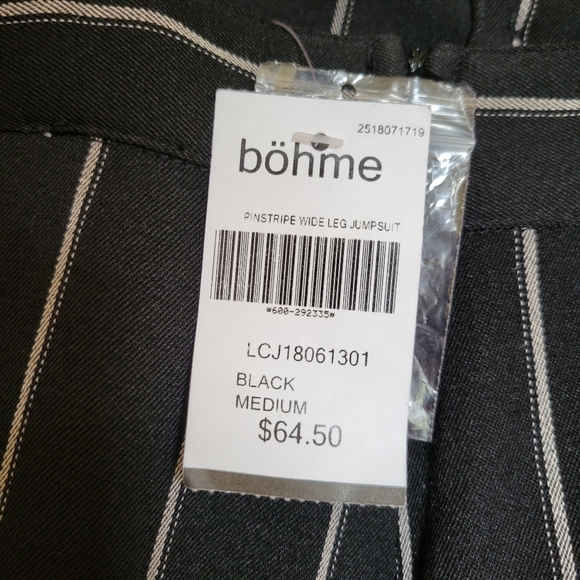 2518071719
böhme
PINSTRIPE WIDE LEG JUMPSUIT
*600-292335*
LCJ18061301
BLACK
MEDIUM
$64.50